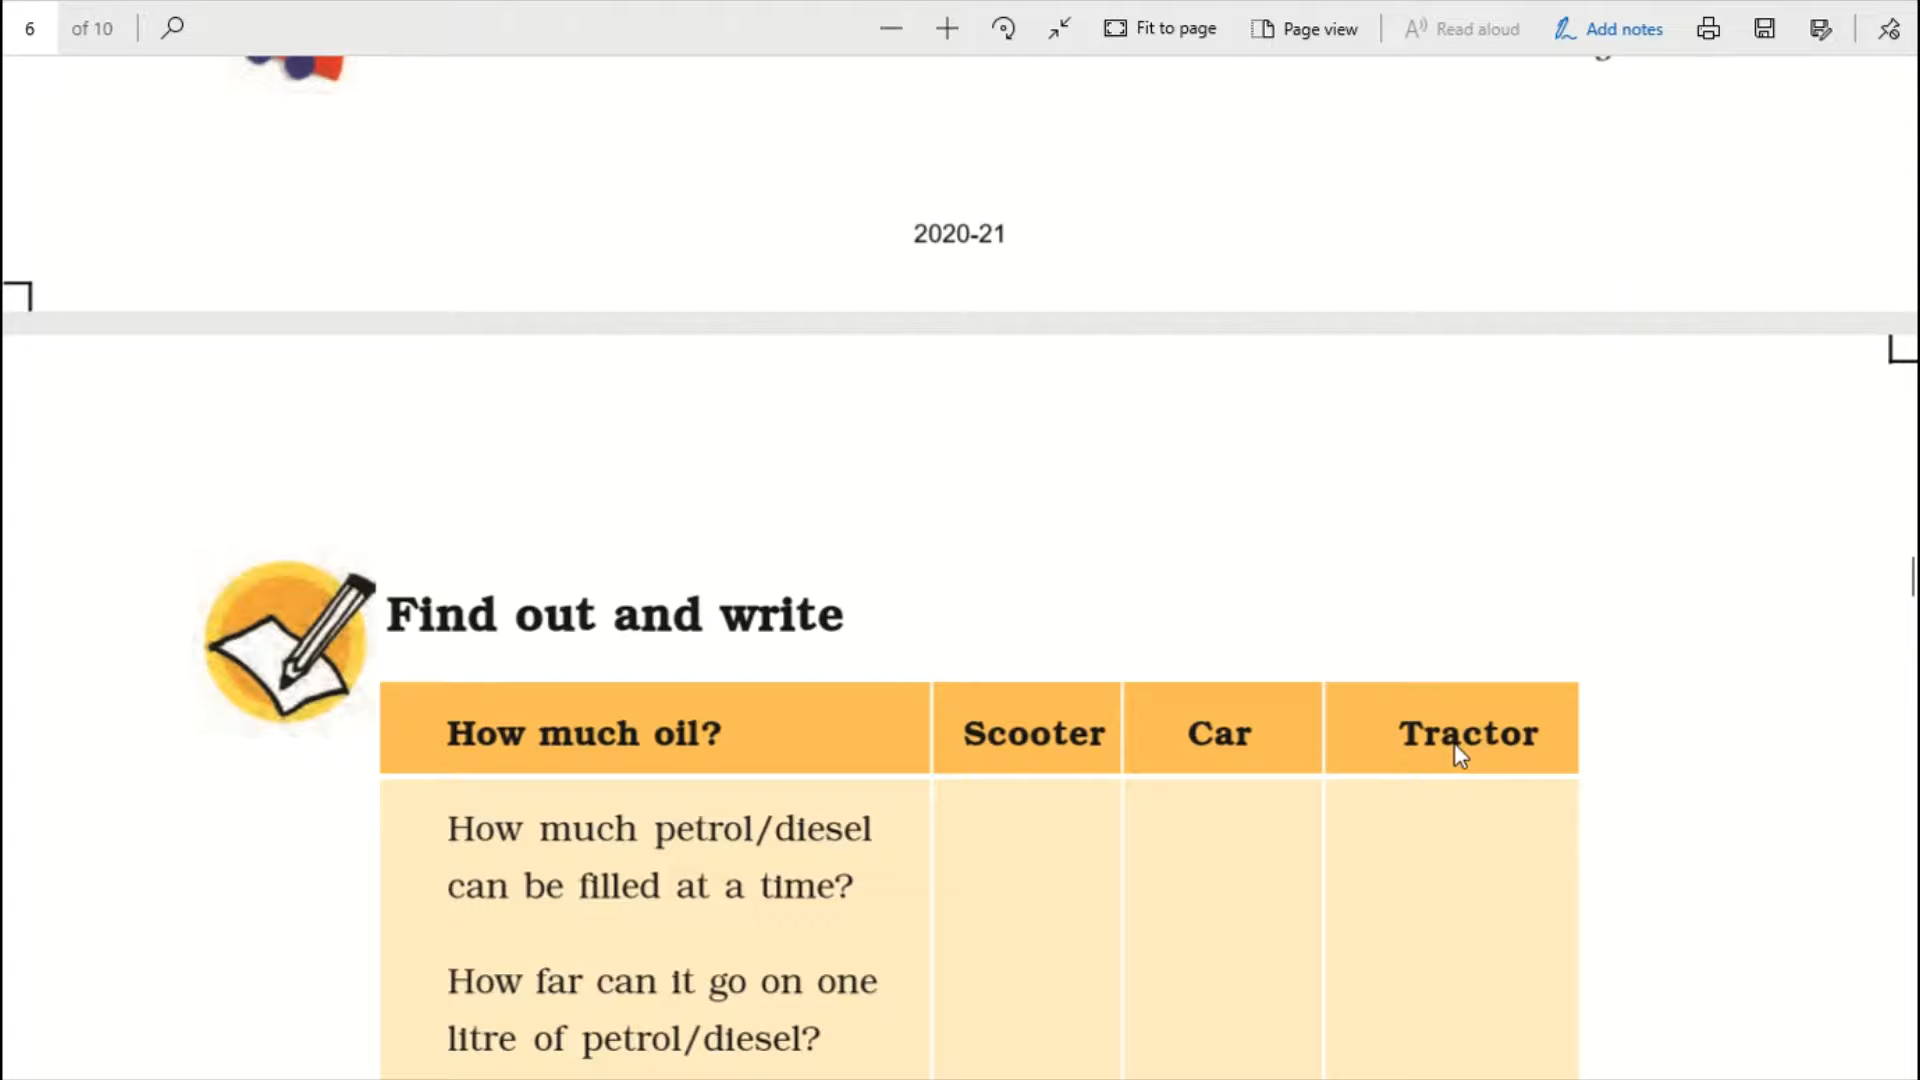 6 of 10 Fit to page Page view Read aloud Add notes
2020-21
Find out and write
How much oil? Scooter Car Tractor
How much petrol/diesel
can be filled at a time?
How far can it go on one
litre of petrol/diesel?